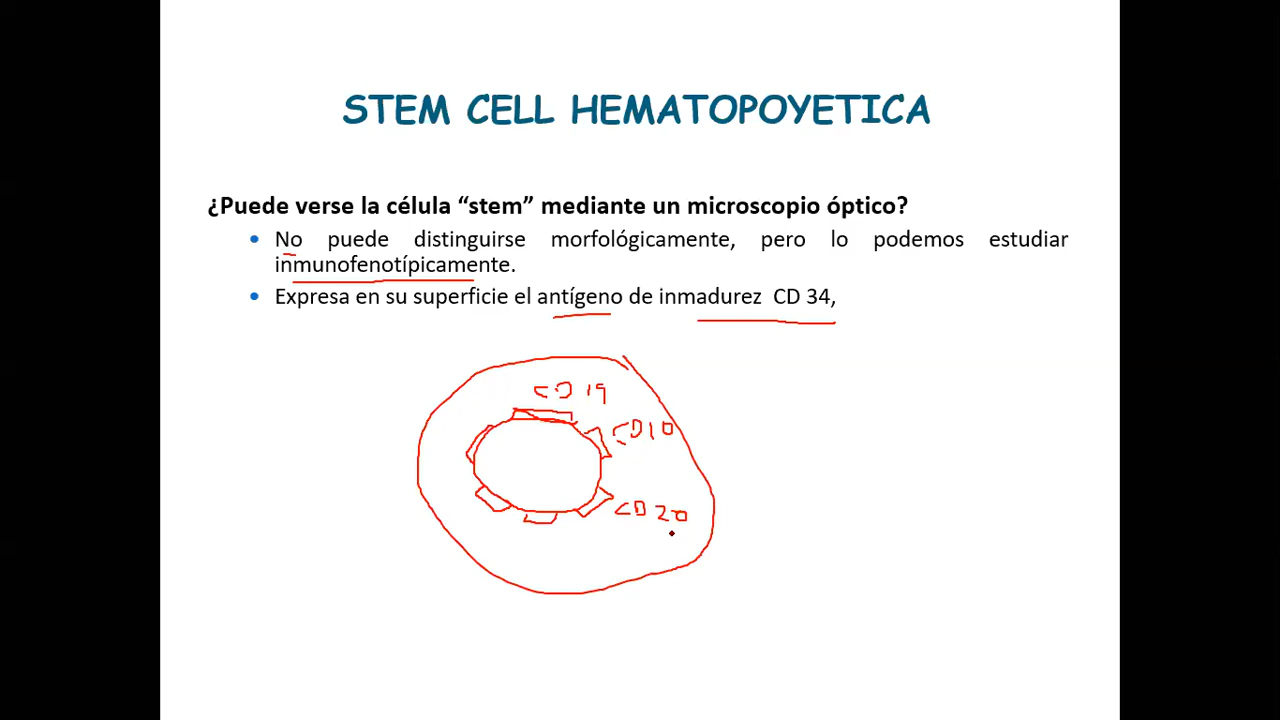 STEM CELL HEMATOPOYETICA
¿Puede verse la célula “stem” mediante un microscopio óptico?
• No puede distinguirse morfológicamente, pero lo podemos estudiar
inmunofenotípicamente.
• Expresa en su superficie el antígeno de inmadurez CD 34,
CD 19
CD10
CD 20